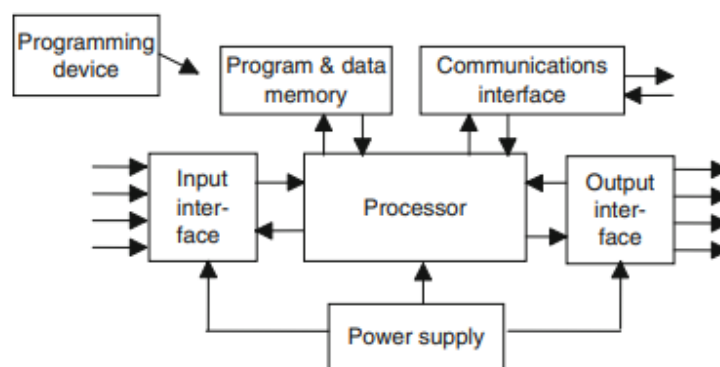 Programming
device
Program & data
memory
Communications
interface
Input
inter-
face
Processor
Output
inter-
face
Power supply